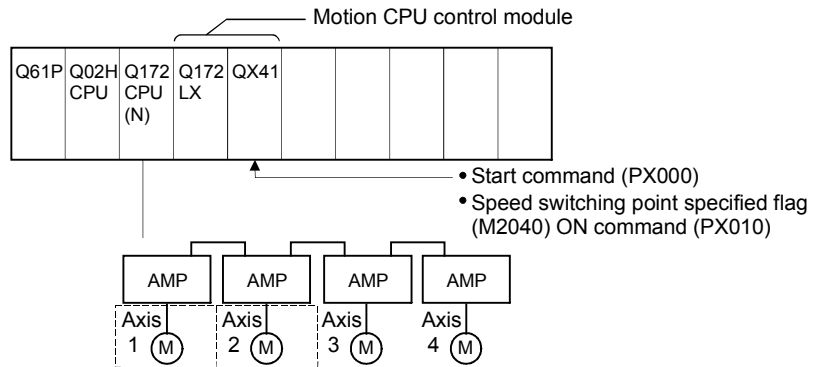 Motion CPU control module
Q61P Q02H CPU Q172 CPU (N) Q172 LX QX41
• Start command (PX000)
• Speed switching point specified flag
(M2040) ON command (PX010)
AMP AMP AMP AMP
Axis 1 M Axis 2 M Axis 3 M Axis 4 M